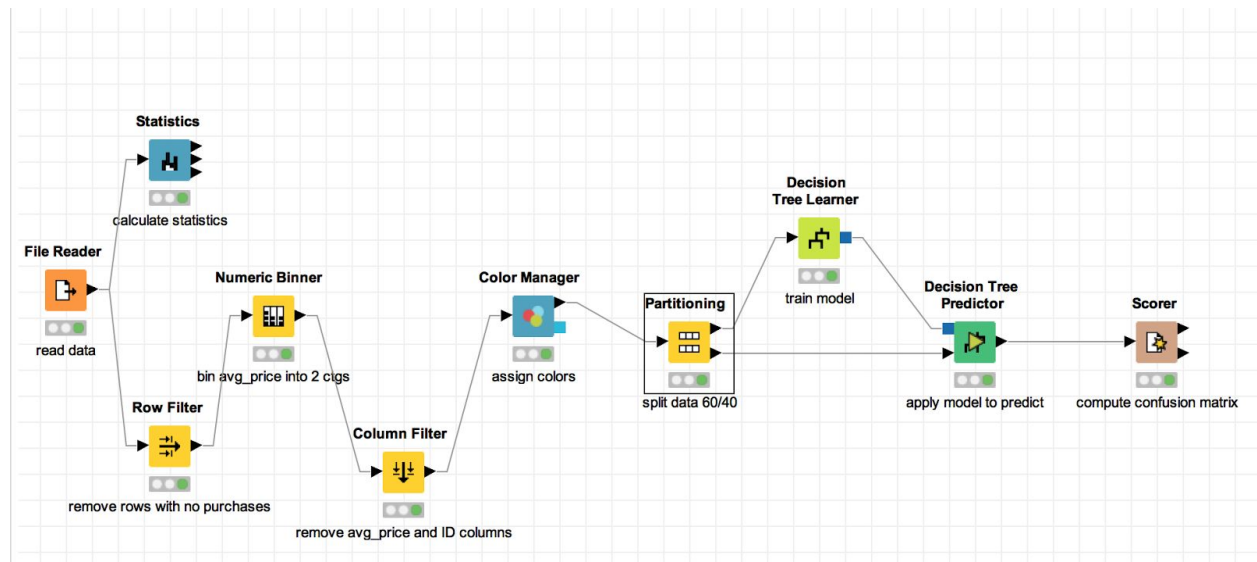 Statistics
calculate statistics
File Reader
read data
Row Filter
remove rows with no purchases
Numeric Binner
bin avg_price into 2 ctgs
Column Filter
remove avg_price and ID columns
Color Manager
assign colors
Partitioning
split data 60/40
Decision
Tree Learner
train model
Decision Tree
Predictor
apply model to predict
Scorer
compute confusion matrix